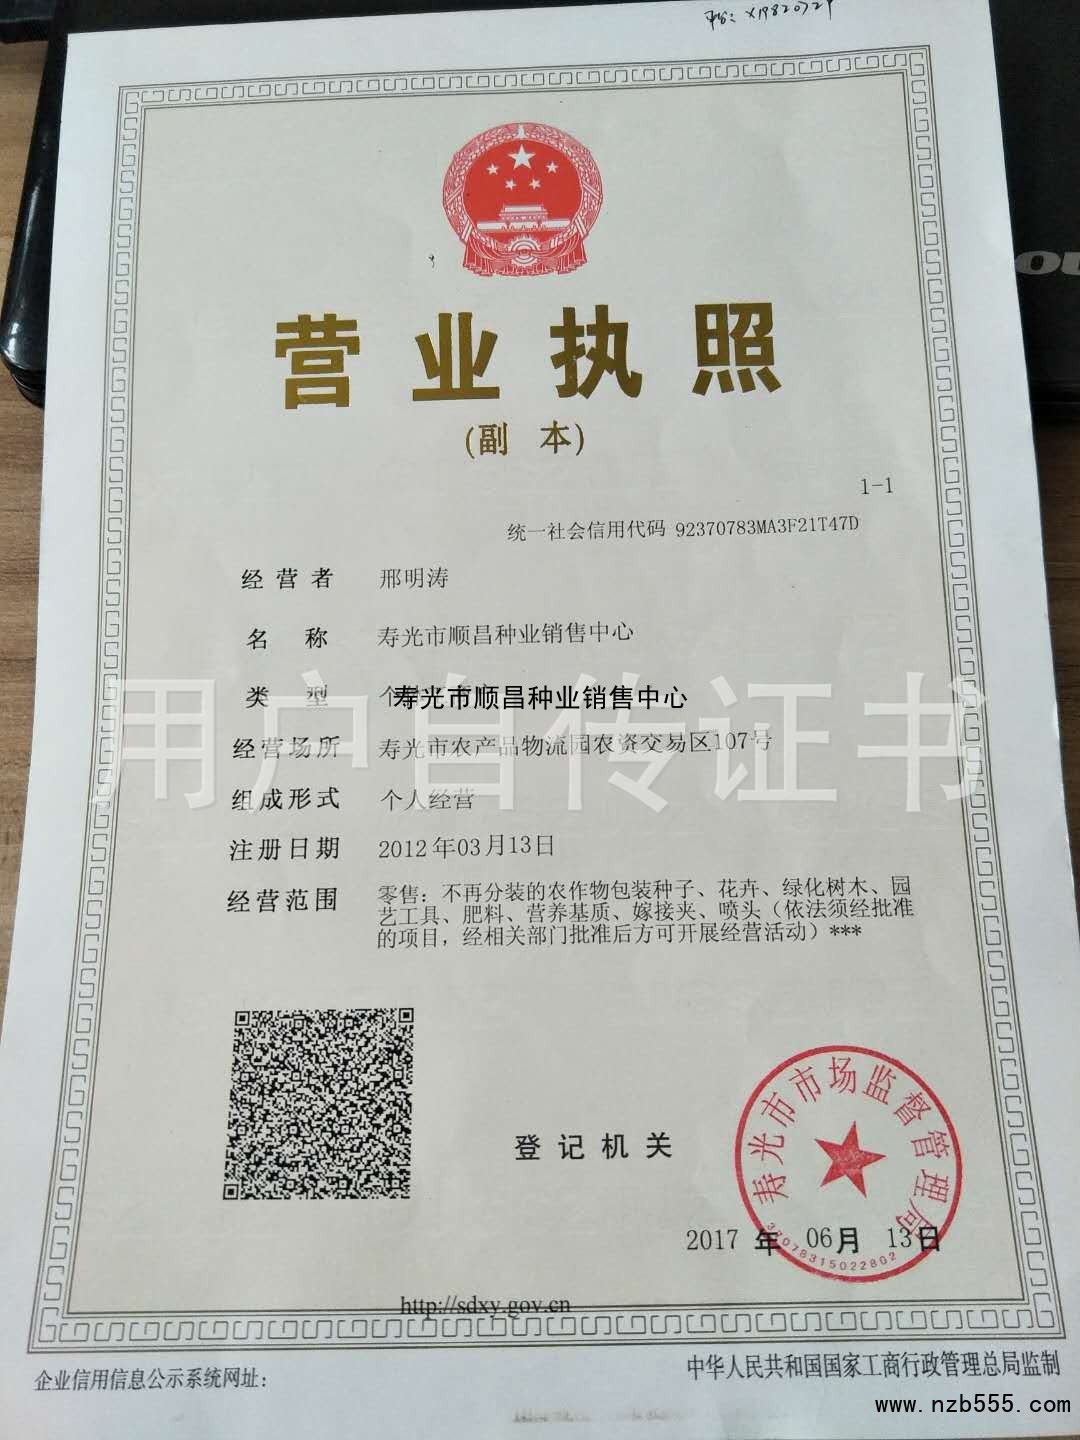 营业执照
(副 本)
1-1
统一社会信用代码 92370783MA3F21T47D
经营者 邢明涛
名 称 寿光市顺昌种业销售中心
类 型 个
寿光市顺昌种业销售中心
用户自传证书
经营场所 寿光市农产品物流园农资交易区107号
组成形式 个人经营
注册日期 2012年03月13日
经营范围 零售：不再分装的农作物包装种子、花卉、绿化树木、园
艺工具、肥料、营养基质、嫁接夹、喷头（依法须经批准
的项目，经相关部门批准后方可开展经营活动）***
登记机关
寿光市市场监督管理局
37078315022802
2017 年 06月 13日
http://sdxy.gov.cn
企业信用信息公示系统网址：
中华人民共和国国家工商行政管理总局监制
www.nzb555.com